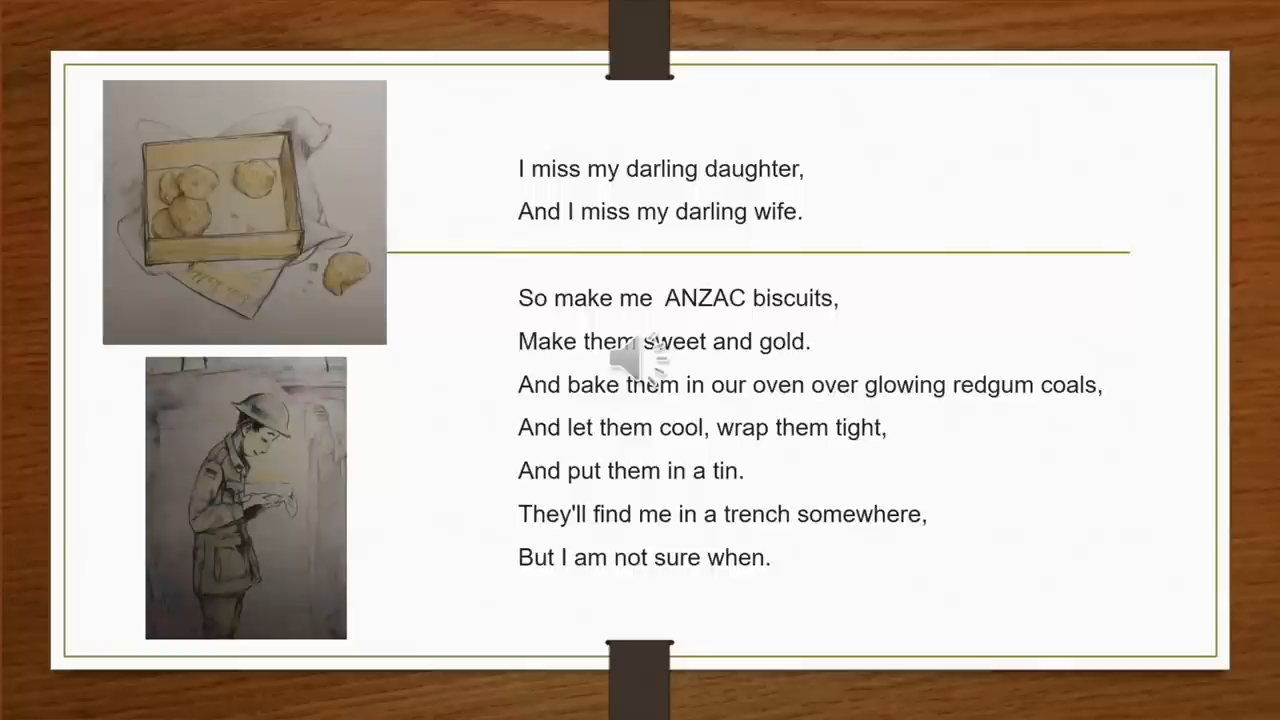 I miss my darling daughter,
And I miss my darling wife.
So make me  ANZAC biscuits,
Make them sweet and gold.
And bake them in our oven over glowing redgum coals,
And let them cool, wrap them tight,
And put them in a tin.
They'll find me in a trench somewhere,
But I am not sure when.